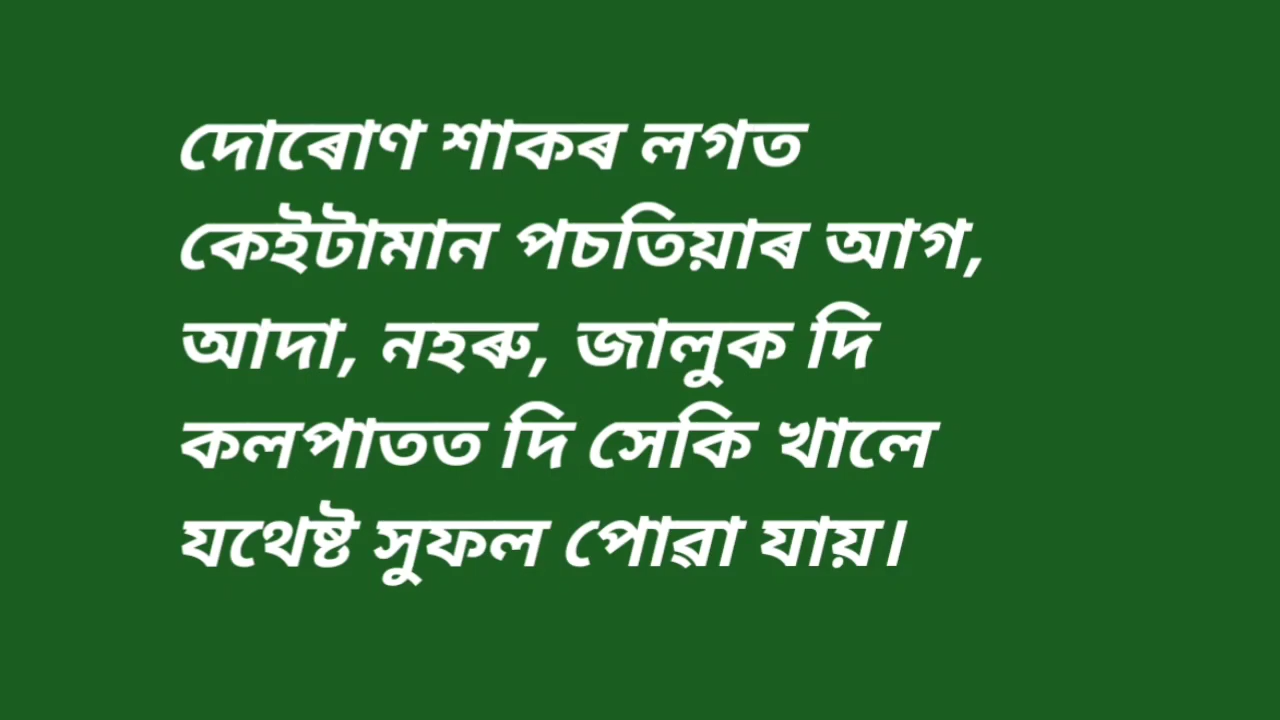 দোৰোণ শাকৰ লগত
কেইটামান পচতিয়াৰ আগ,
আদা, নহৰু, জালুক দি
কলপাতত দি সেকি খালে
যথেষ্ট সুফল পোৱা যায়।